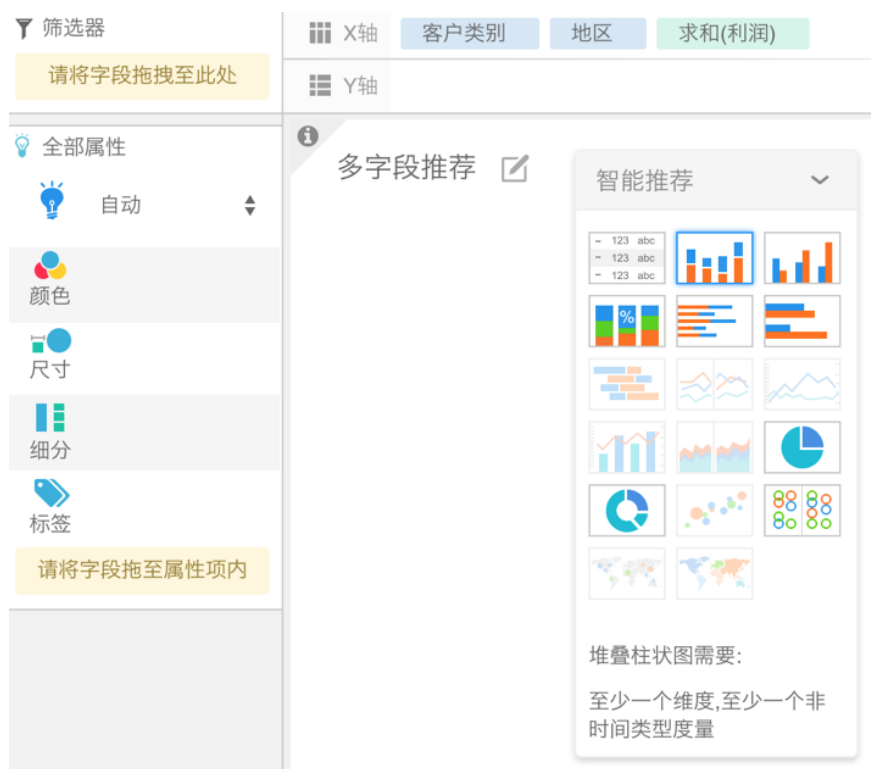 筛选器
请将字段拖拽至此处
X轴 客户类别 地区 求和(利润)
Y轴
全部属性
自动
颜色
尺寸
细分
标签
请将字段拖至属性项内
多字段推荐
智能推荐
- 123 abc
- 123 abc
- 123 abc
%
堆叠柱状图需要:
至少一个维度,至少一个非
时间类型度量